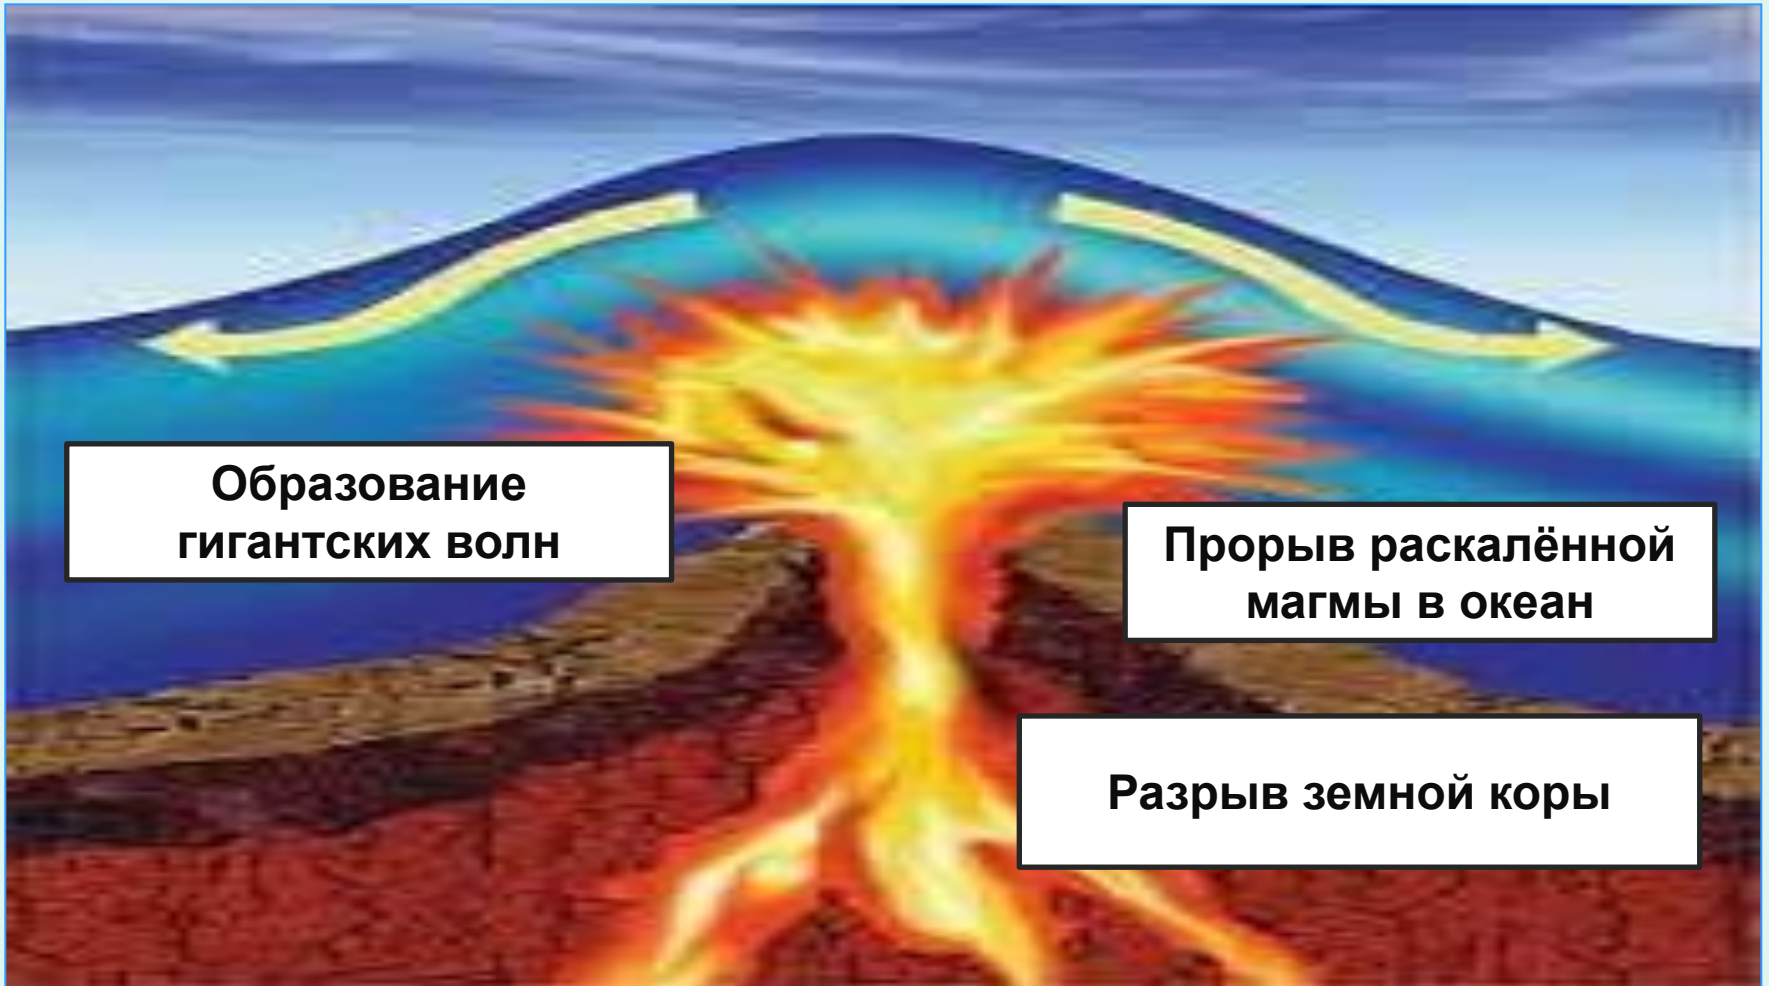 Образование
гигантских волн
Прорыв раскалённой
магмы в океан
Разрыв земной коры